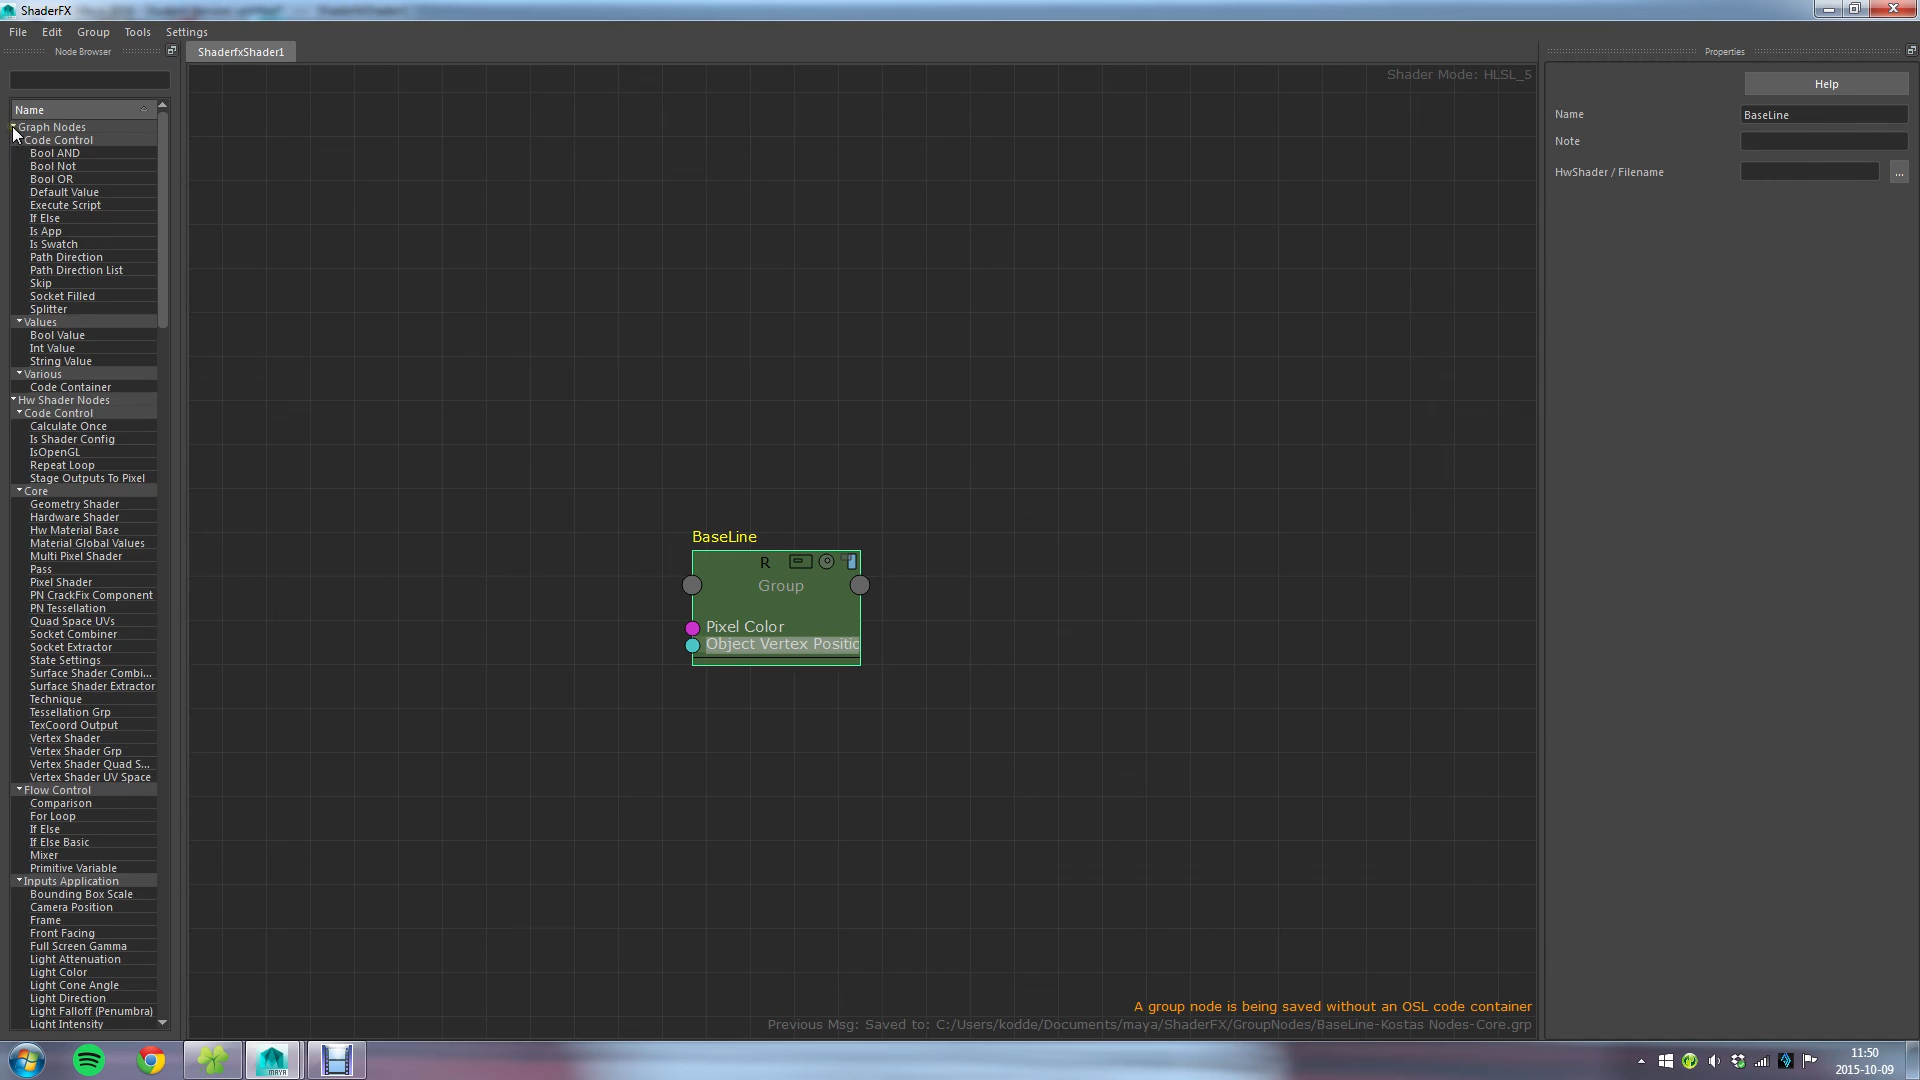 ShaderFX
File Edit Group Tools Settings
Node Browser
ShaderfxShader1
Properties
Shader Mode: HLSL_5
Help
Name
BaseLine
Note
HwShader / Filename
...
Name
Graph Nodes
Code Control
Bool AND
Bool Not
Bool OR
Default Value
Execute Script
If Else
Is App
Is Swatch
Path Direction
Path Direction List
Skip
Socket Filled
Splitter
Values
Bool Value
Int Value
String Value
Various
Code Container
Hw Shader Nodes
Code Control
Calculate Once
Is Shader Config
IsOpenGL
Repeat Loop
Stage Outputs To Pixel
Core
Geometry Shader
Hardware Shader
Hw Material Base
Material Global Values
Multi Pixel Shader
Pass
Pixel Shader
PN CrackFix Component
PN Tessellation
Quad Space UVs
Socket Combiner
Socket Extractor
State Settings
Surface Shader Combi...
Surface Shader Extractor
Technique
Tessellation Grp
TexCoord Output
Vertex Shader
Vertex Shader Grp
Vertex Shader Quad S...
Vertex Shader UV Space
Flow Control
Comparison
For Loop
If Else
If Else Basic
Mixer
Primitive Variable
Inputs Application
Bounding Box Scale
Camera Position
Frame
Front Facing
Full Screen Gamma
Light Attenuation
Light Color
Light Cone Angle
Light Direction
Light Falloff (Penumbra)
Light Intensity
BaseLine
R
Group
Pixel Color
Object Vertex Positio
A group node is being saved without an OSL code container
Previous Msg: Saved to: C:/Users/kodde/Documents/maya/ShaderFX/GroupNodes/BaseLine-Kostas Nodes-Core.grp
MAYA
11:50
2015-10-09